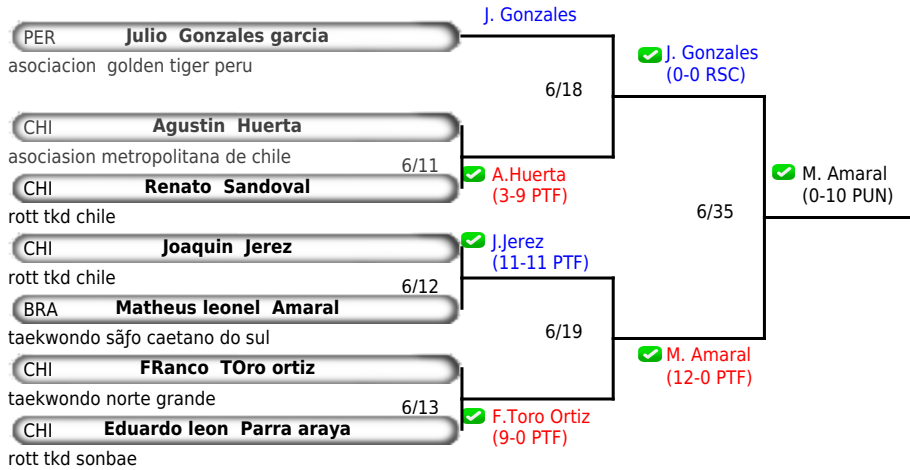 J. Gonzales
PER Julio Gonzales garcia
asociacion golden tiger peru
J. Gonzales
(0-0 RSC)
6/18
CHI Agustin Huerta
asociasion metropolitana de chile
6/11
A.Huerta
(3-9 PTF)
CHI Renato Sandoval
rott tkd chile
M. Amaral
(0-10 PUN)
6/35
CHI Joaquin Jerez
rott tkd chile
J.Jerez
(11-11 PTF)
6/12
BRA Matheus leonel Amaral
taekwondo sãfo caetano do sul
6/19
CHI FRanco TOro ortiz
taekwondo norte grande
M. Amaral
(12-0 PTF)
6/13
F.Toro Ortiz
(9-0 PTF)
CHI Eduardo leon Parra araya
rott tkd sonbae